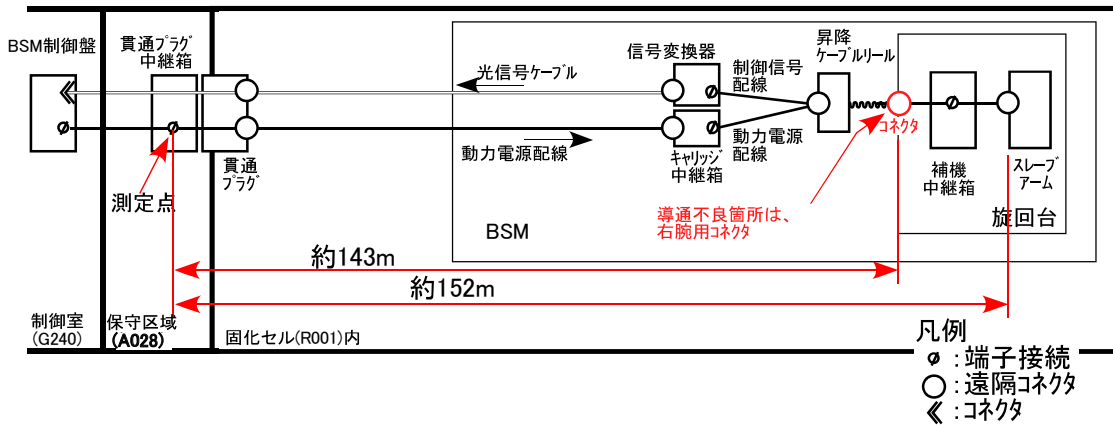 BSM制御盤
貫通プラグ
中継箱
光信号ケーブル
信号変換器
制御信号
配線
昇降
ケーブルリール
コネクタ
動力電源配線
貫通
プラグ
測定点
キャリッジ
中継箱
動力電源
配線
補機
中継箱
スレーブ
アーム
導通不良箇所は、
右腕用コネクタ
BSM
旋回台
約143m
約152m
制御室
(G240)
保守区域
(A028)
固化セル(R001)内
凡例
:端子接続
:遠隔コネクタ
:コネクタ